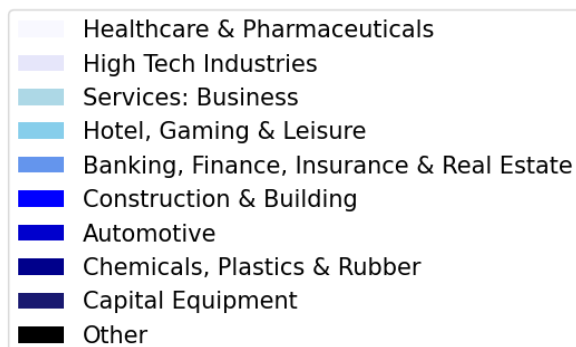 Healthcare & Pharmaceuticals
High Tech Industries
Services: Business
Hotel, Gaming & Leisure
Banking, Finance, Insurance & Real Estate
Construction & Building
Automotive
Chemicals, Plastics & Rubber
Capital Equipment
Other